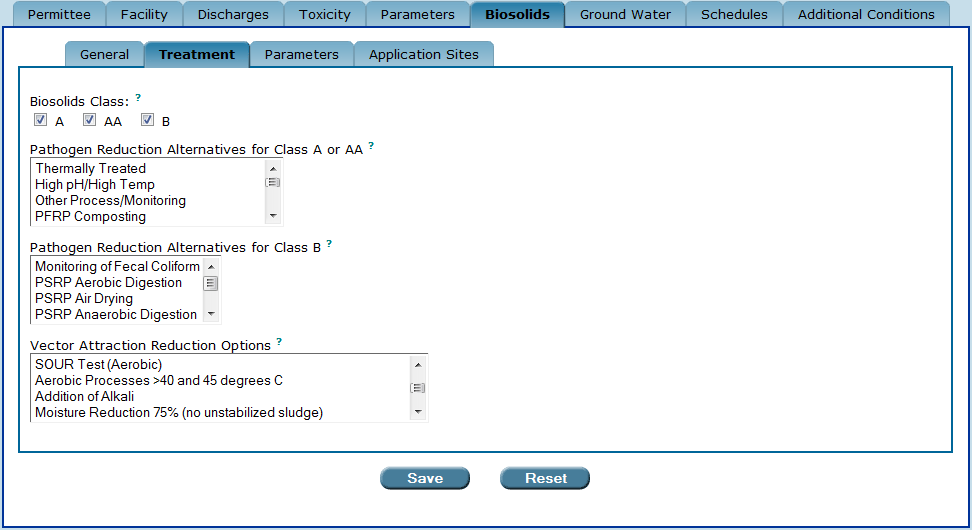 Permittee Facility Discharges Toxicity Parameters Biosolids Ground Water Schedules Additional Conditions
General Treatment Parameters Application Sites
Biosolids Class: ?
A AA B
Pathogen Reduction Alternatives for Class A or AA ?
Thermally Treated
High pH/High Temp
Other Process/Monitoring
PFRP Composting
Pathogen Reduction Alternatives for Class B ?
Monitoring of Fecal Coliform
PSRP Aerobic Digestion
PSRP Air Drying
PSRP Anaerobic Digestion
Vector Attraction Reduction Options ?
SOUR Test (Aerobic)
Aerobic Processes >40 and 45 degrees C
Addition of Alkali
Moisture Reduction 75% (no unstabilized sludge)
Save Reset